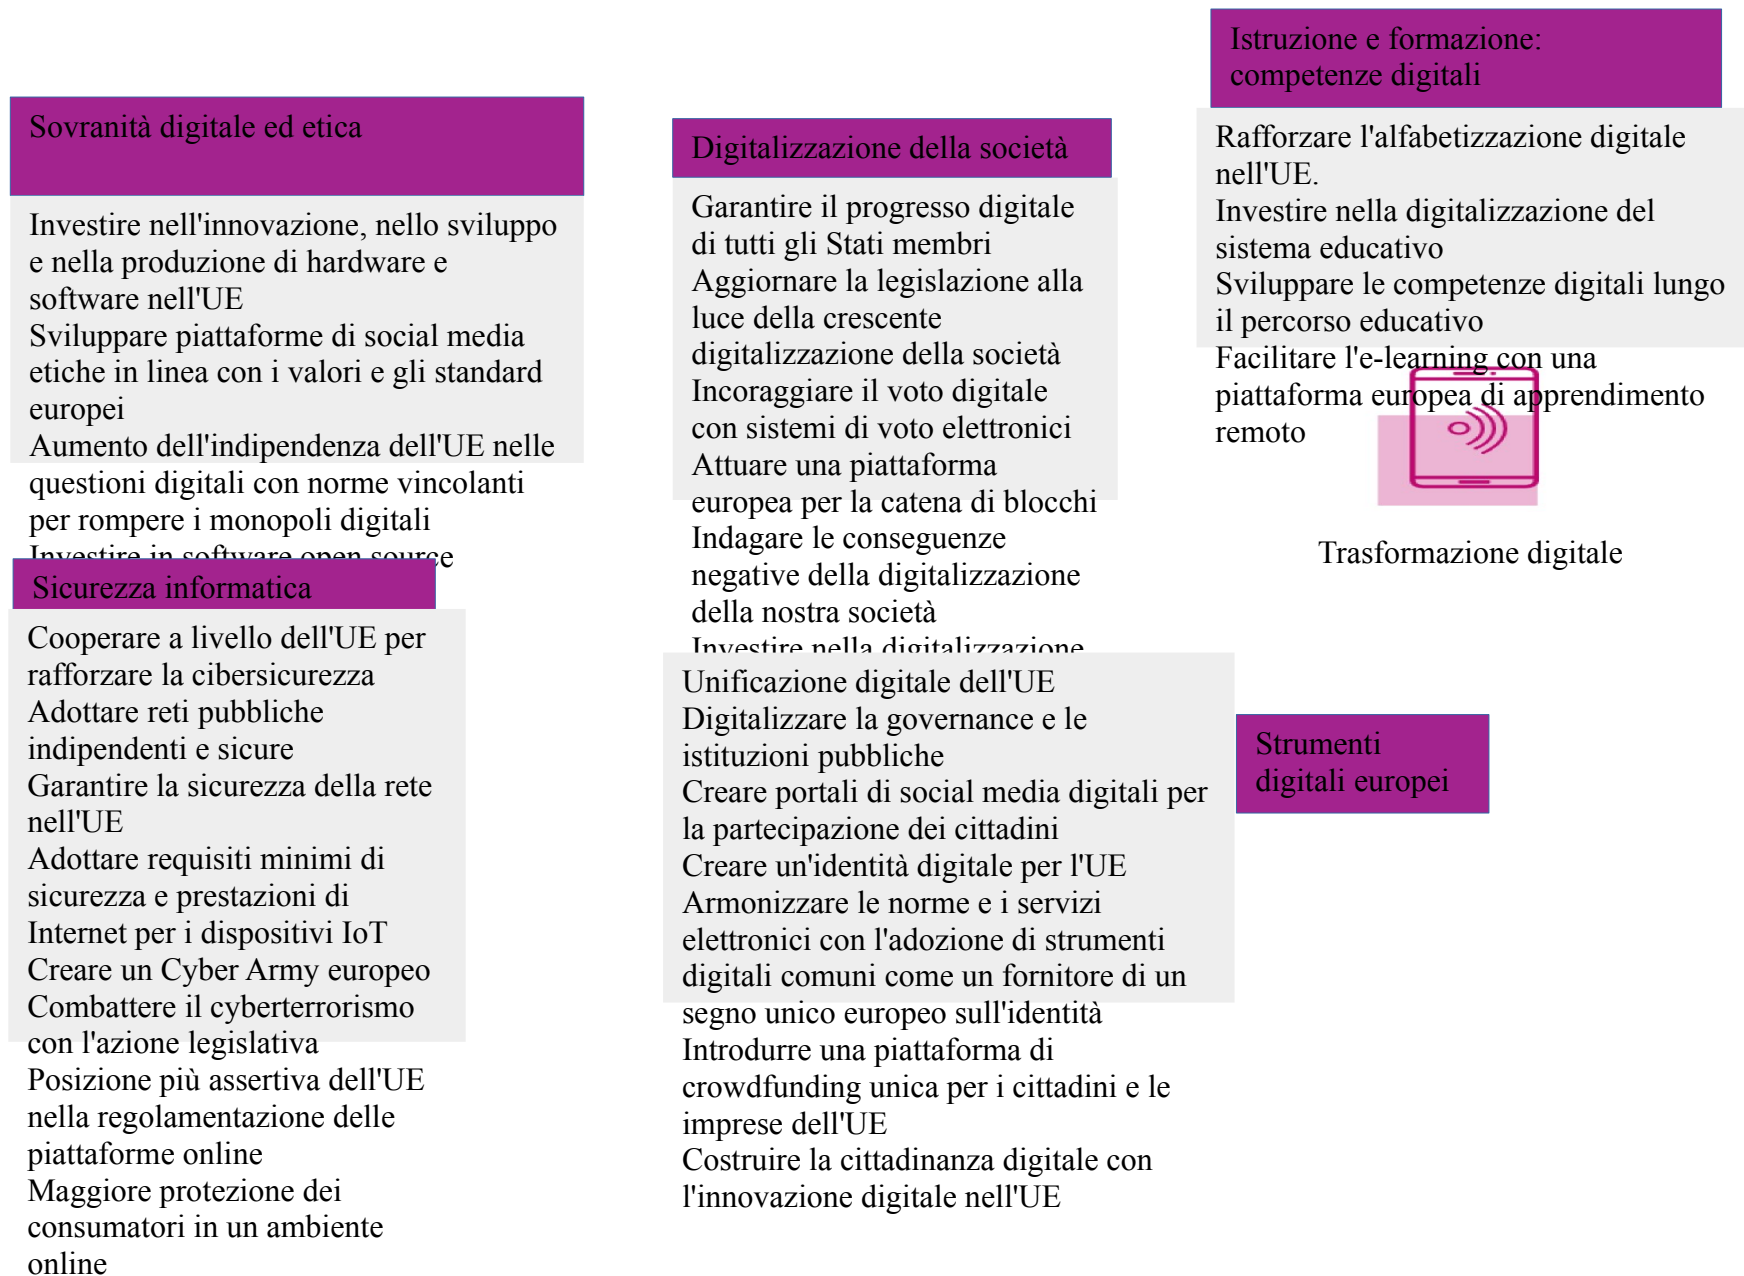 Sovranità digitale ed etica
Investire nell'innovazione, nello sviluppo
e nella produzione di hardware e
software nell'UE
Sviluppare piattaforme di social media
etiche in linea con i valori e gli standard
europei
Aumento dell'indipendenza dell'UE nelle
questioni digitali con norme vincolanti
per rompere i monopoli digitali
Investire in software open source
Sicurezza informatica
Cooperare a livello dell'UE per
rafforzare la cibersicurezza
Adottare reti pubbliche
indipendenti e sicure
Garantire la sicurezza della rete
nell'UE
Adottare requisiti minimi di
sicurezza e prestazioni di
Internet per i dispositivi IoT
Creare un Cyber Army europeo
Combattere il cyberterrorismo
con l'azione legislativa
Posizione più assertiva dell'UE
nella regolamentazione delle
piattaforme online
Maggiore protezione dei
consumatori in un ambiente
online
Digitalizzazione della società
Garantire il progresso digitale
di tutti gli Stati membri
Aggiornare la legislazione alla
luce della crescente
digitalizzazione della società
Incoraggiare il voto digitale
con sistemi di voto elettronici
Attuare una piattaforma
europea per la catena di blocchi
Indagare le conseguenze
negative della digitalizzazione
della nostra società
Investire nella digitalizzazione
Unificazione digitale dell'UE
Digitalizzare la governance e le
istituzioni pubbliche
Creare portali di social media digitali per
la partecipazione dei cittadini
Creare un'identità digitale per l'UE
Armonizzare le norme e i servizi
elettronici con l'adozione di strumenti
digitali comuni come un fornitore di un
segno unico europeo sull'identità
Introdurre una piattaforma di
crowdfunding unica per i cittadini e le
imprese dell'UE
Costruire la cittadinanza digitale con
l'innovazione digitale nell'UE
Istruzione e formazione:
competenze digitali
Rafforzare l'alfabetizzazione digitale
nell'UE.
Investire nella digitalizzazione del
sistema educativo
Sviluppare le competenze digitali lungo
il percorso educativo
Facilitare l'e-learning con una
piattaforma europea di apprendimento
remoto
Trasformazione digitale
Strumenti
digitali europei